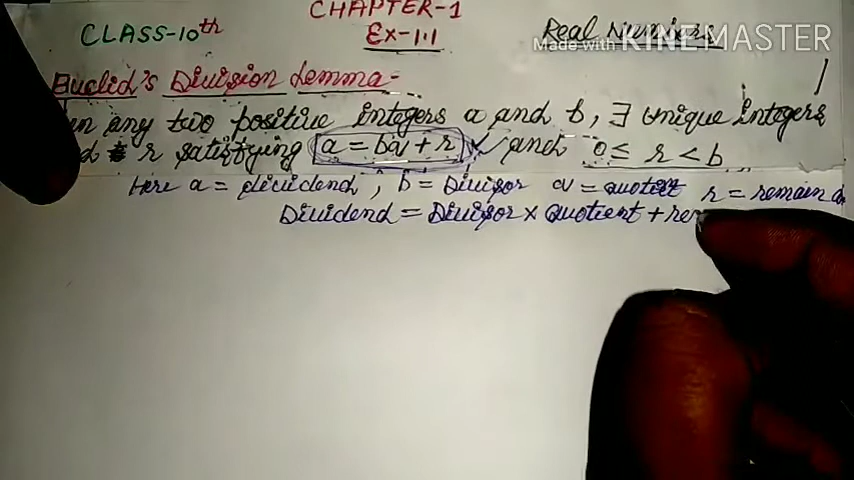 CHAPTER-1
CLASS-10th Ex-1.1 Real Numbers
Made with KINEMASTER
Euclid's Division Lemma-
any two positive integers a and b, ∃ unique integers
r satisfying a = bq + r and 0 ≤ r < b
Here a = dividend, b = Divisor q = quotient r = remain
Dividend = Divisor × Quotient + re